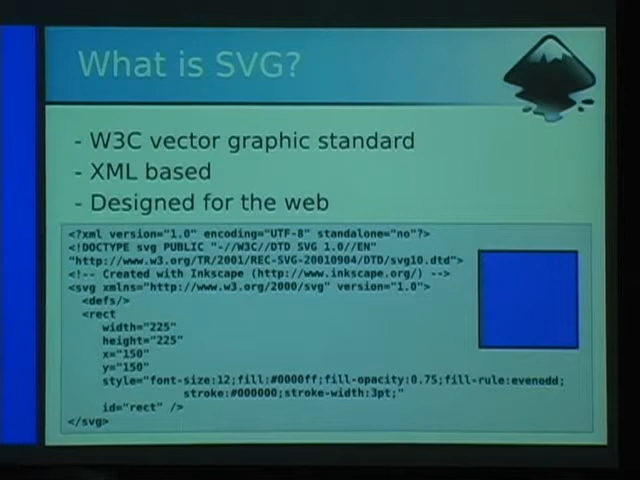 What is SVG?
- W3C vector graphic standard
- XML based
- Designed for the web
<?xml version="1.0" encoding="UTF-8" standalone="no"?>
<!DOCTYPE svg PUBLIC "-//W3C//DTD SVG 1.0//EN"
"http://www.w3.org/TR/2001/REC-SVG-20010904/DTD/svg10.dtd">
<!-- Created with Inkscape (http://www.inkscape.org/) -->
<svg xmlns="http://www.w3.org/2000/svg" version="1.0">
<defs/>
<rect
width="225"
height="225"
x="150"
y="150"
style="font-size:12;fill:#0000ff;fill-opacity:0.75;fill-rule:evenodd;
stroke:#000000;stroke-width:3pt;"
id="rect" />
</svg>